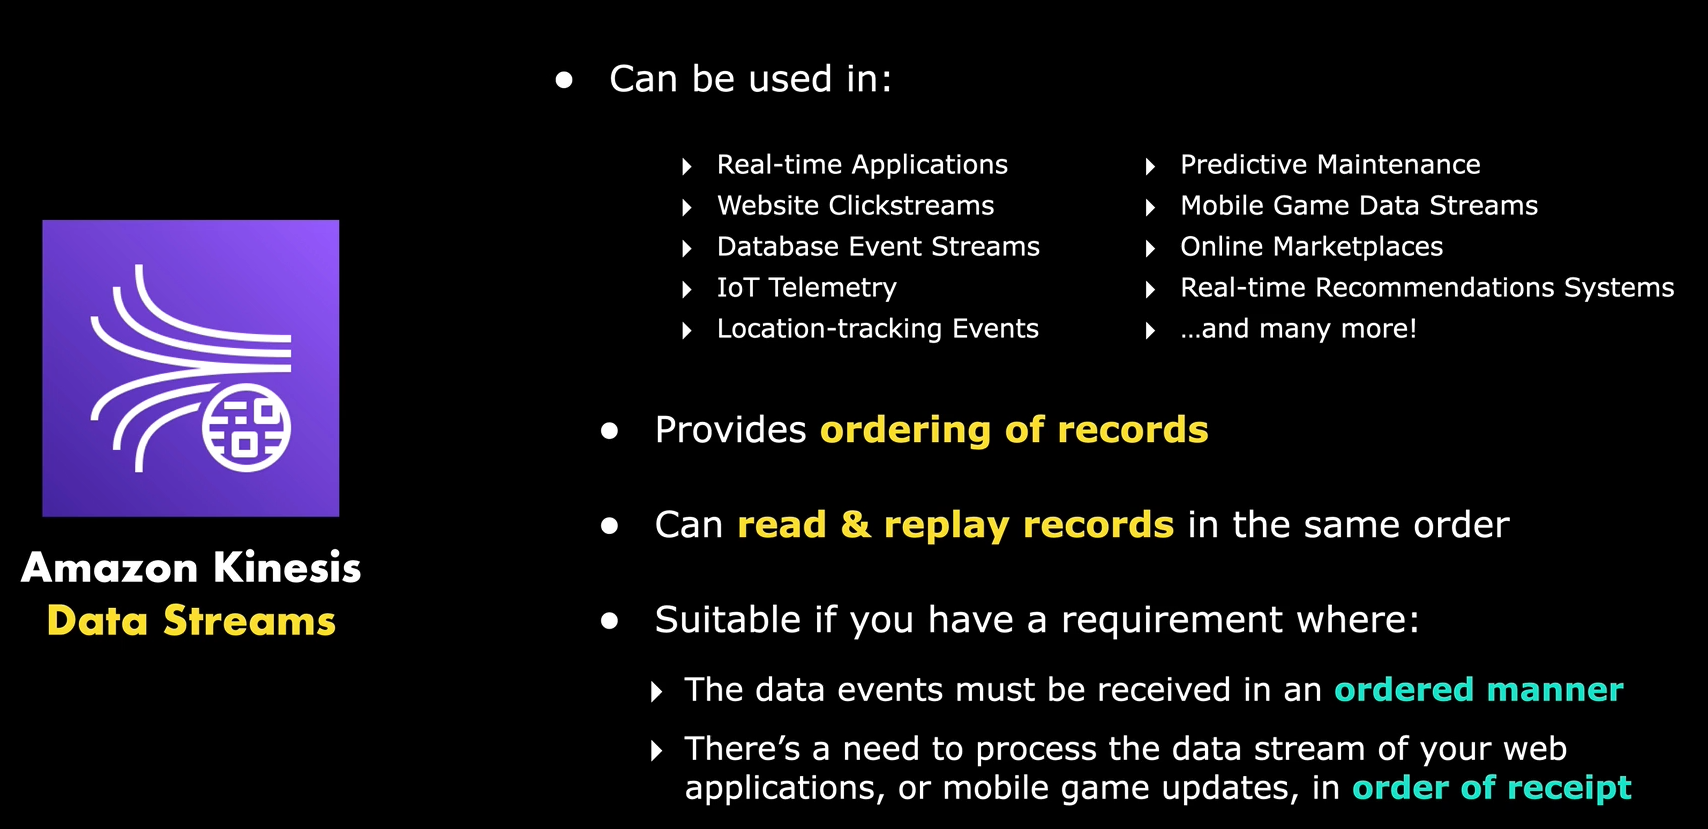 Can be used in:
Real-time Applications
Website Clickstreams
Database Event Streams
IoT Telemetry
Location-tracking Events
Predictive Maintenance
Mobile Game Data Streams
Online Marketplaces
Real-time Recommendations Systems
...and many more!
Amazon Kinesis
Data Streams
Provides ordering of records
Can read & replay records in the same order
Suitable if you have a requirement where:
The data events must be received in an ordered manner
There’s a need to process the data stream of your web
applications, or mobile game updates, in order of receipt